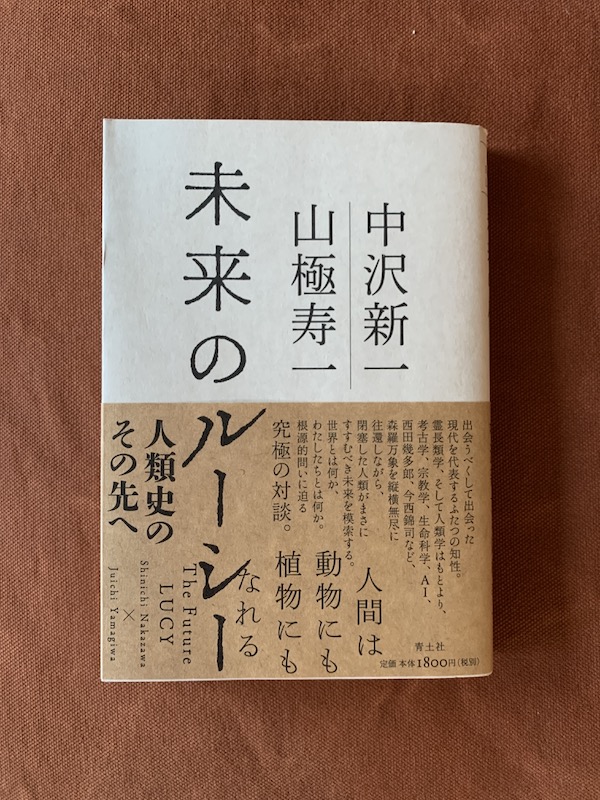 中沢新一
山極寿一
未来のルーシー
人間は
動物にも
植物にも
なれる
出会うべくして出会った
現代を代表するふたつの知性。
霊長類学、そして人類学はもとより、
考古学、宗教学、生命科学、AI、
西田幾多郎、今西錦司など、
森羅万象を縦横無尽に
往還しながら、
閉塞した人類がまさに
すすむべき未来を模索する。
世界とは何か、
わたしたちとは何か。
根源的問いに迫る
究極の対談。
人類史の
その先へ
The Future
LUCY
Shinichi Nakazawa
×
Juichi Yamagiwa
青土社
定価 本体1800円(税別)